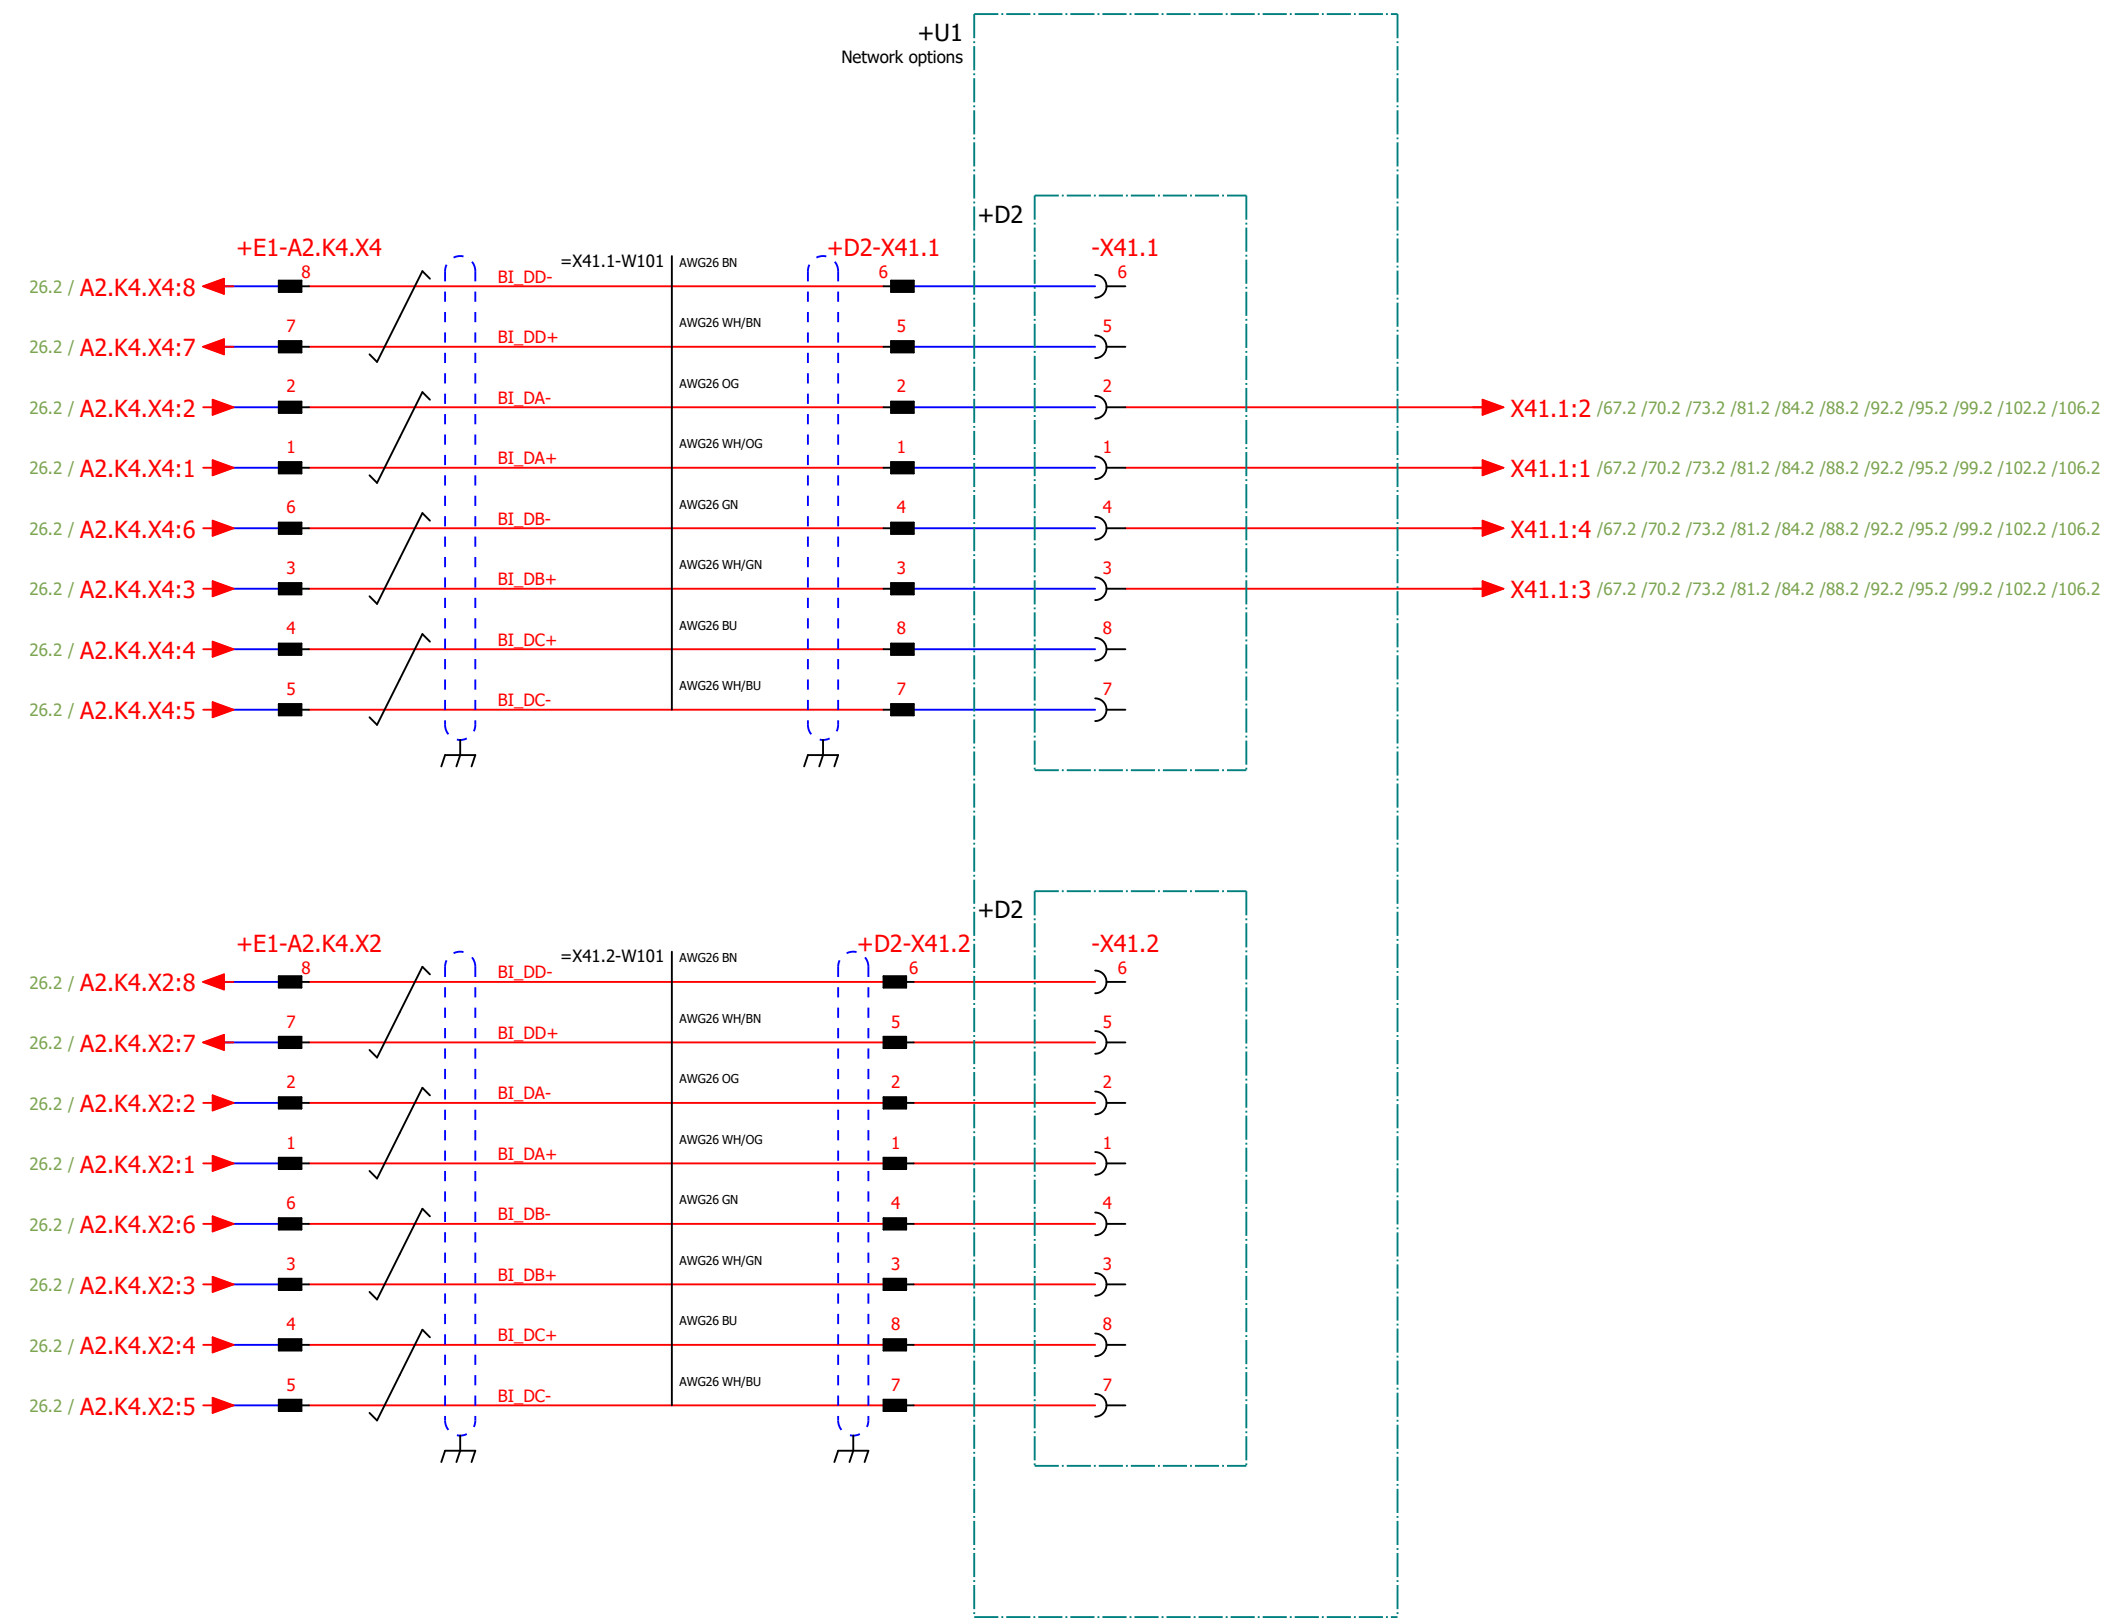 +U1
Network options
+D2
+E1-A2.K4.X4 =X41.1-W101 AWG26 BN +D2-X41.1 -X41.1
26.2 / A2.K4.X4:8 8 BI_DD- 6 6
26.2 / A2.K4.X4:7 7 BI_DD+ AWG26 WH/BN 5 5
26.2 / A2.K4.X4:2 2 BI_DA- AWG26 OG 2 2 X41.1:2 /67.2 /70.2 /73.2 /81.2 /84.2 /88.2 /92.2 /95.2 /99.2 /102.2 /106.2
26.2 / A2.K4.X4:1 1 BI_DA+ AWG26 WH/OG 1 1 X41.1:1 /67.2 /70.2 /73.2 /81.2 /84.2 /88.2 /92.2 /95.2 /99.2 /102.2 /106.2
26.2 / A2.K4.X4:6 6 BI_DB- AWG26 GN 4 4 X41.1:4 /67.2 /70.2 /73.2 /81.2 /84.2 /88.2 /92.2 /95.2 /99.2 /102.2 /106.2
26.2 / A2.K4.X4:3 3 BI_DB+ AWG26 WH/GN 3 3 X41.1:3 /67.2 /70.2 /73.2 /81.2 /84.2 /88.2 /92.2 /95.2 /99.2 /102.2 /106.2
26.2 / A2.K4.X4:4 4 BI_DC+ AWG26 BU 8 8
26.2 / A2.K4.X4:5 5 BI_DC- AWG26 WH/BU 7 7
+D2
+E1-A2.K4.X2 =X41.2-W101 AWG26 BN +D2-X41.2 -X41.2
26.2 / A2.K4.X2:8 8 BI_DD- 6 6
26.2 / A2.K4.X2:7 7 BI_DD+ AWG26 WH/BN 5 5
26.2 / A2.K4.X2:2 2 BI_DA- AWG26 OG 2 2
26.2 / A2.K4.X2:1 1 BI_DA+ AWG26 WH/OG 1 1
26.2 / A2.K4.X2:6 6 BI_DB- AWG26 GN 4 4
26.2 / A2.K4.X2:3 3 BI_DB+ AWG26 WH/GN 3 3
26.2 / A2.K4.X2:4 4 BI_DC+ AWG26 BU 8 8
26.2 / A2.K4.X2:5 5 BI_DC- AWG26 WH/BU 7 7